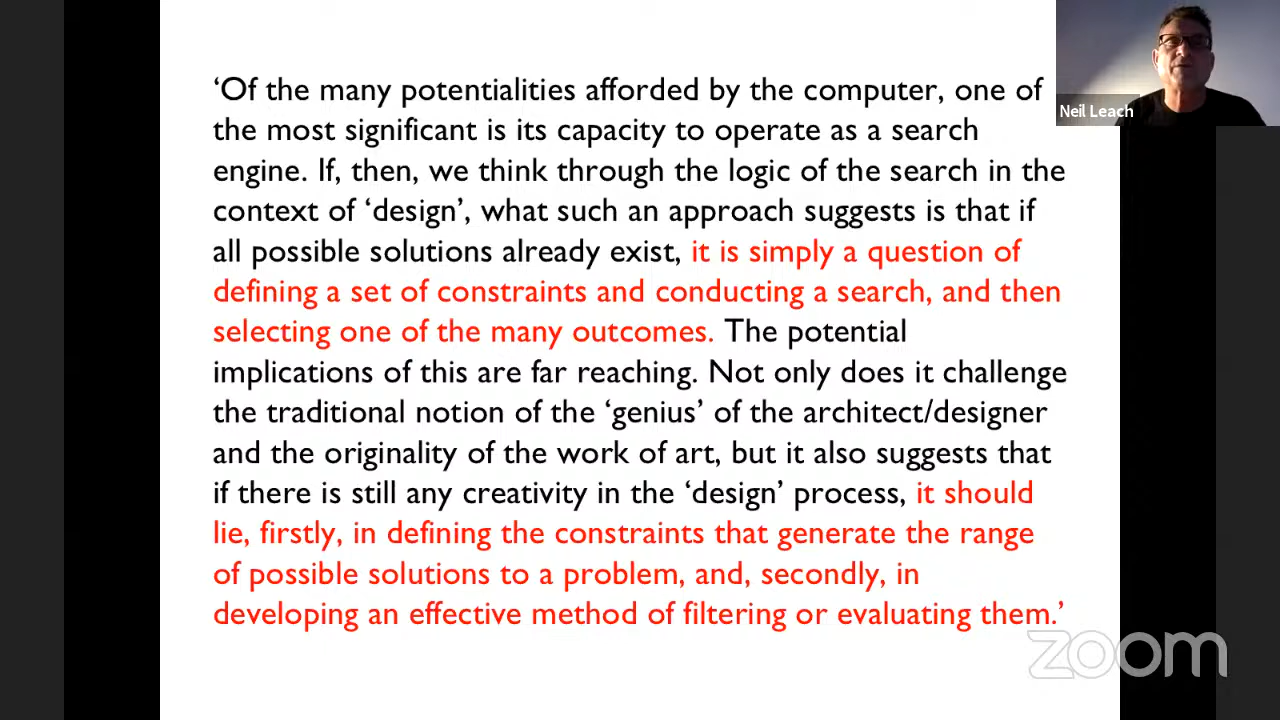 ‘Of the many potentialities afforded by the computer, one of
the most significant is its capacity to operate as a search
engine. If, then, we think through the logic of the search in the
context of ‘design’, what such an approach suggests is that if
all possible solutions already exist, it is simply a question of
defining a set of constraints and conducting a search, and then
selecting one of the many outcomes. The potential
implications of this are far reaching. Not only does it challenge
the traditional notion of the ‘genius’ of the architect/designer
and the originality of the work of art, but it also suggests that
if there is still any creativity in the ‘design’ process, it should
lie, firstly, in defining the constraints that generate the range
of possible solutions to a problem, and, secondly, in
developing an effective method of filtering or evaluating them.’
Neil Leach
zoom